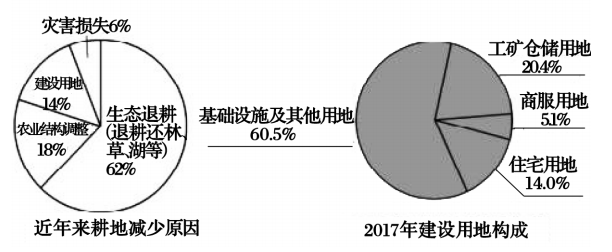 灾害损失6%
建设用地
14%
农业结构调整
18%
生态退耕
(退耕还林、
草、湖等)
62%
近年来耕地减少原因
基础设施及其他用地
60.5%
工矿仓储用地
20.4%
商服用地
5.1%
住宅用地
14.0%
2017年建设用地构成